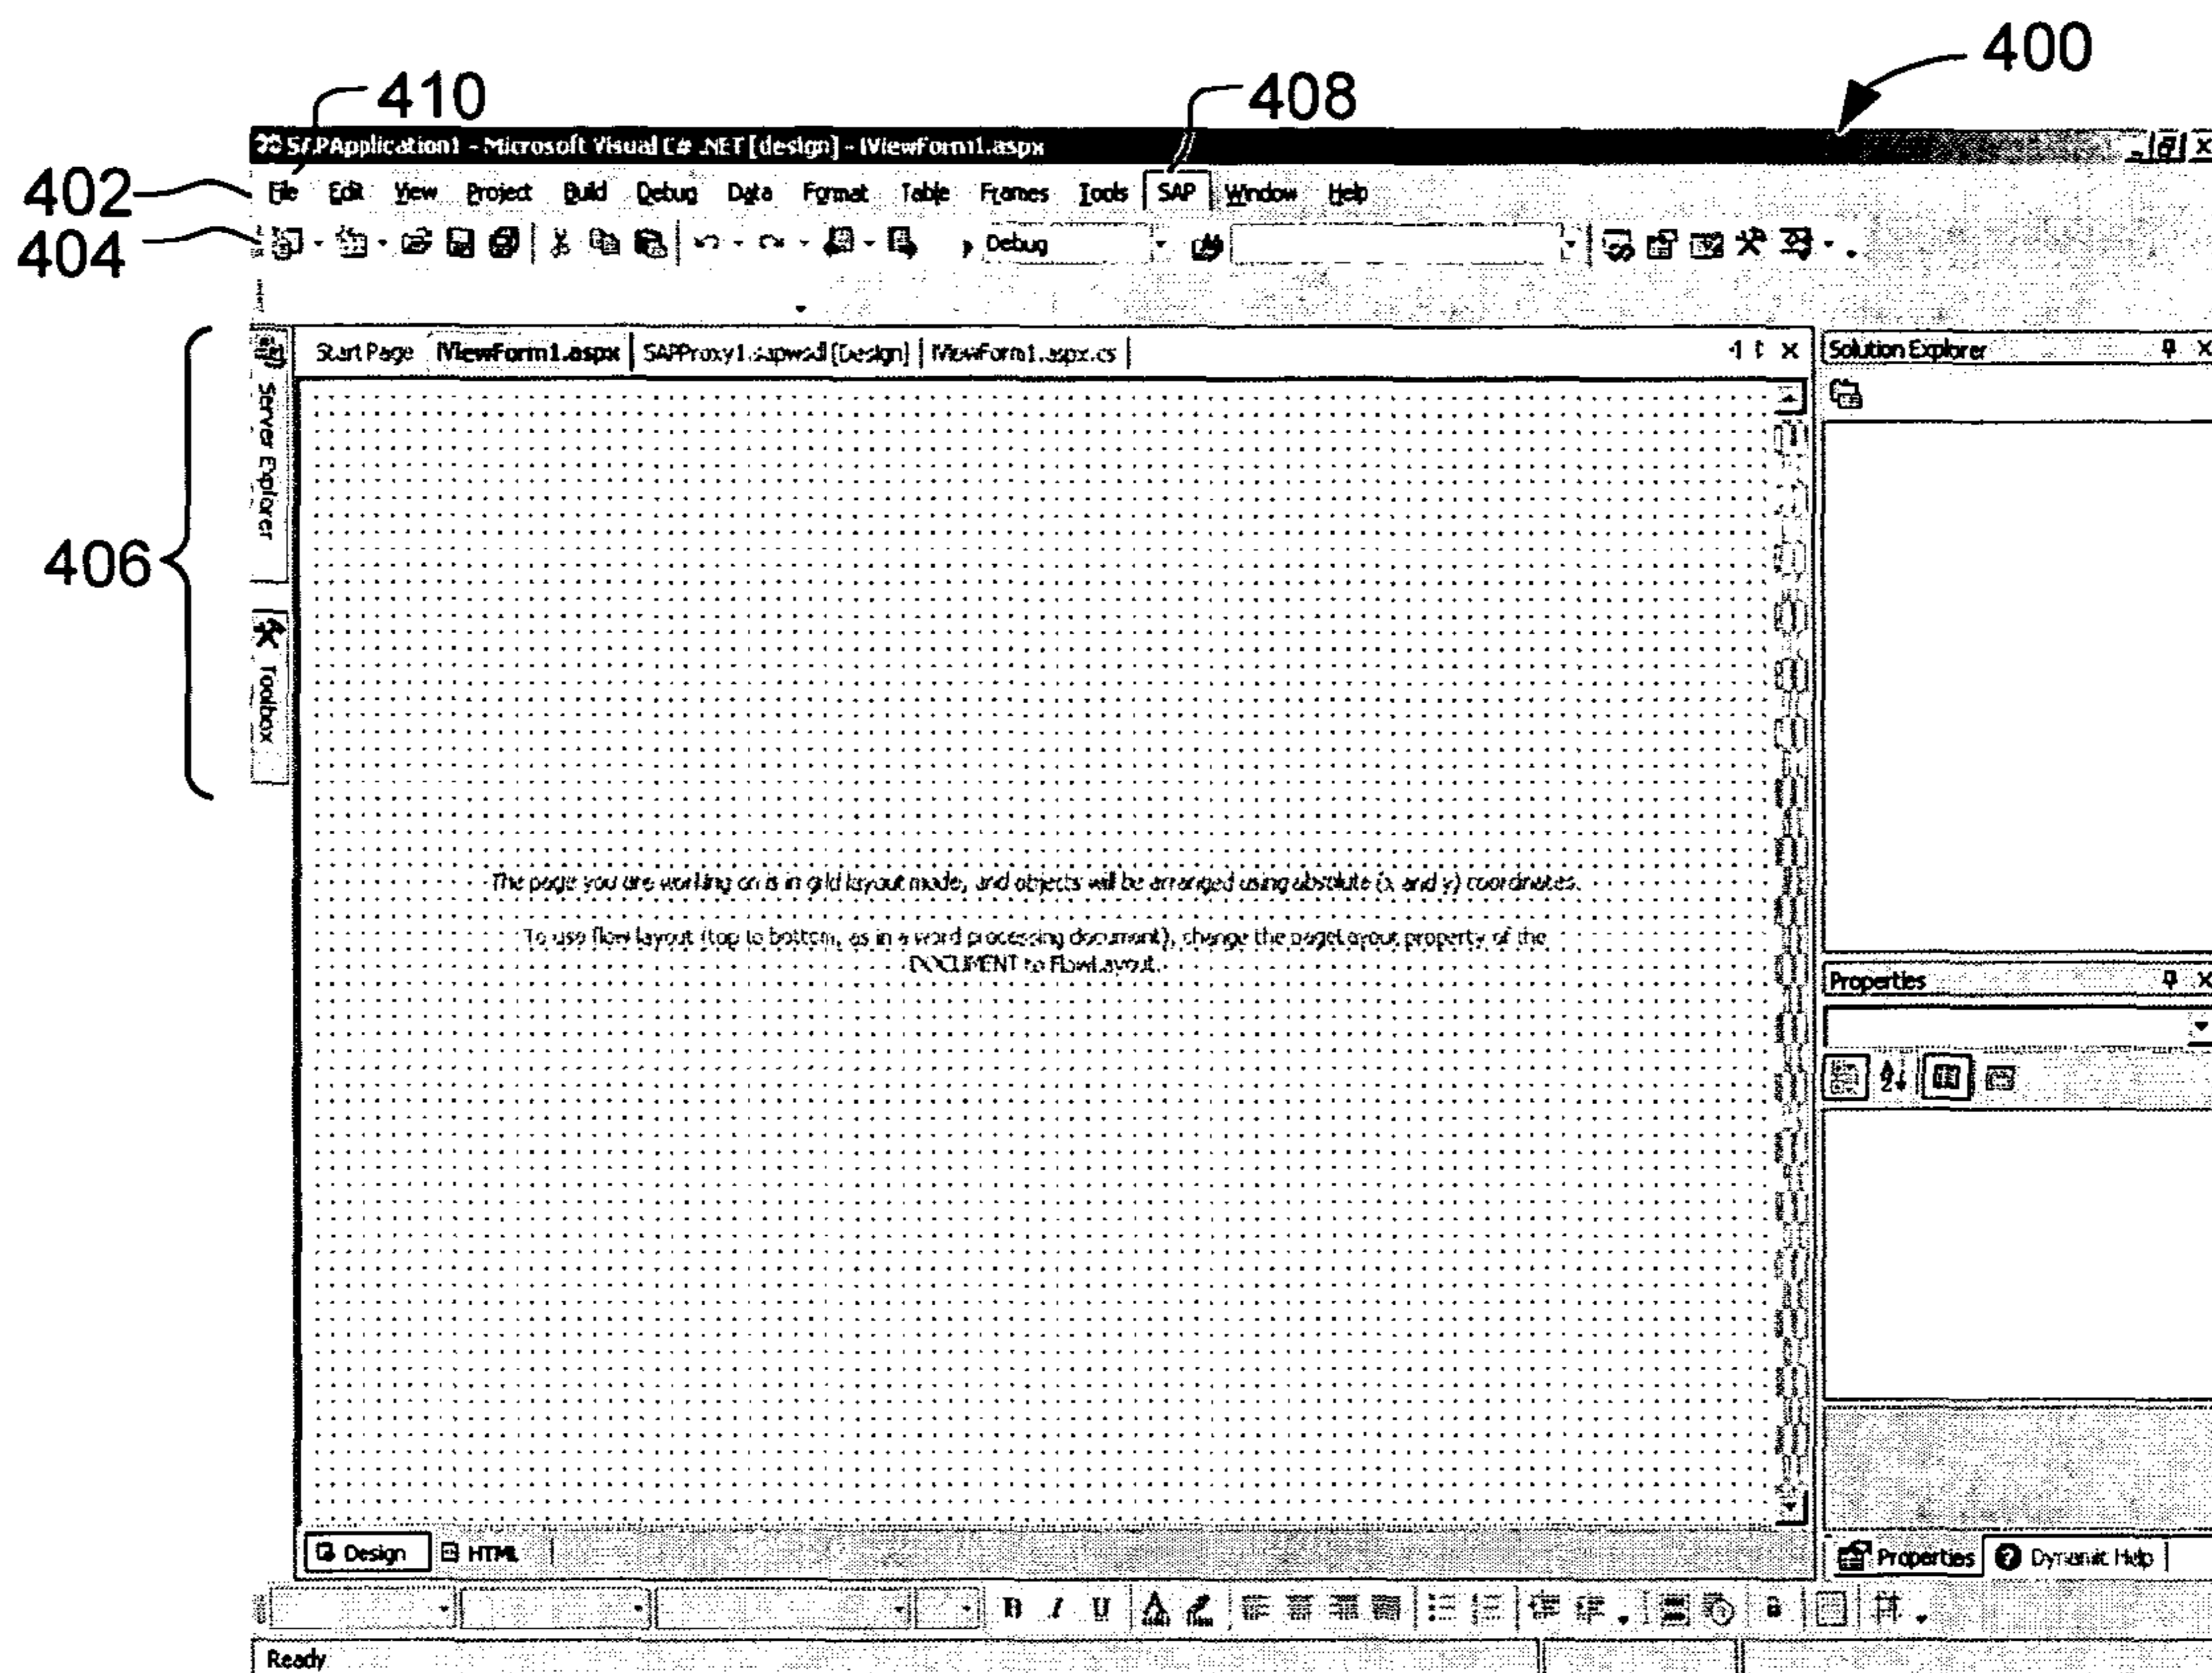 400
410
408
SAPApplication1 - Microsoft Visual C# .NET [design] - IViewForm1.aspx
402
File Edit View Project Build Debug Data Format Table Frames Tools SAP Window Help
404
Debug
Start Page IViewForm1.aspx SAPProxy1.sapwsdl [Design] IViewForm1.aspx.cs
Solution Explorer
Server Explorer
406
Toolbox
The page you are working on is in grid layout mode, and objects will be arranged using absolute (x and y) coordinates.
To use flow layout (top to bottom, as in a word processing document), change the pageLayout property of the
DOCUMENT to FlowLayout.
Properties
Design HTML
Properties Dynamic Help
B I U A
Ready